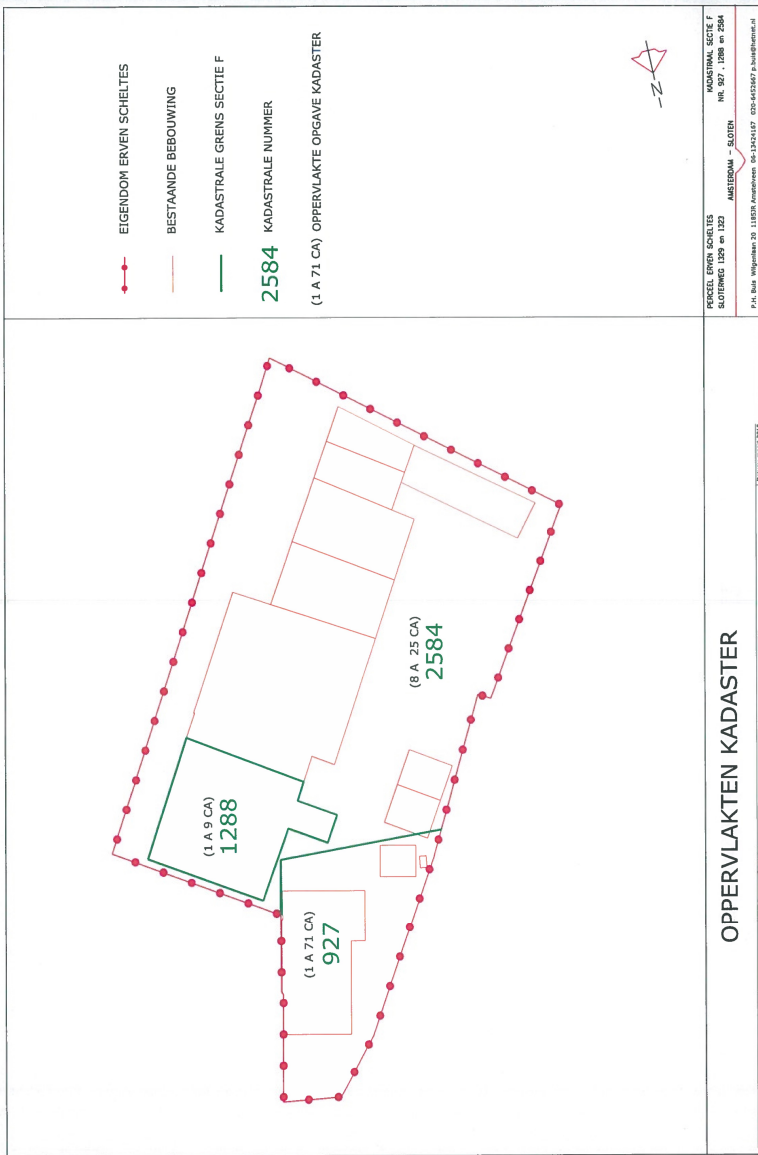 EIGENDOM ERVEN SCHELTES
BESTAANDE BEBOUWING
KADASTRALE GRENS SECTIE F
2584 KADASTRALE NUMMER
(1 A 71 CA) OPPERVLAKTE OPGAVE KADASTER
-Z-
(1 A 9 CA)
1288
(1 A 71 CA)
927
(8 A 25 CA)
2584
OPPERVLAKTEN KADASTER
PERCEEL ERVEN SCHELTES
SLOTERWEG 1329 en 1323
AMSTERDAM - SLOTEN
KADASTRAAL SECTIE F
NR. 927 , 1288 en 2584
P.H. Buis Wilgenlaan 20 1185JR Amstelveen 06-13424167 020-6452667 p.buis@hetnet.nl